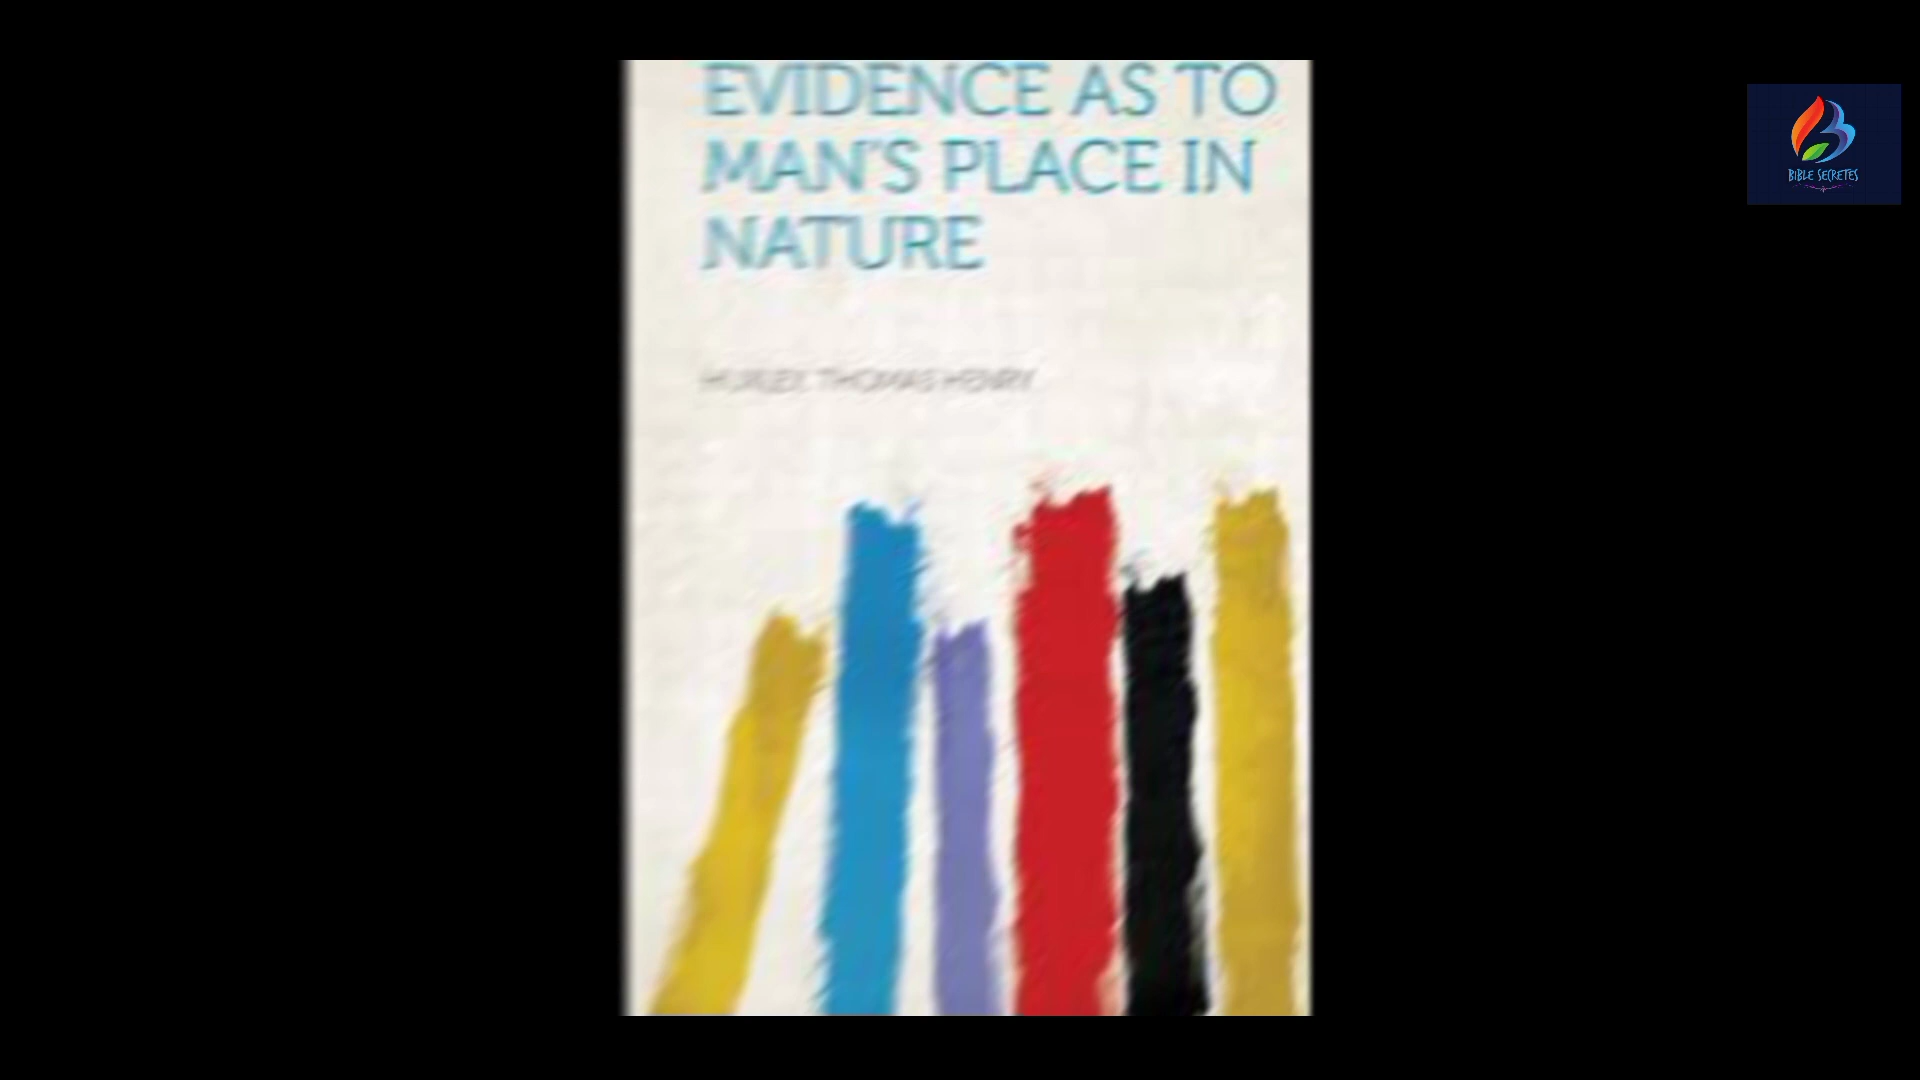 EVIDENCE AS TO
MAN'S PLACE IN
NATURE
HUXLEY, THOMAS HENRY
BIBLE SECRETES